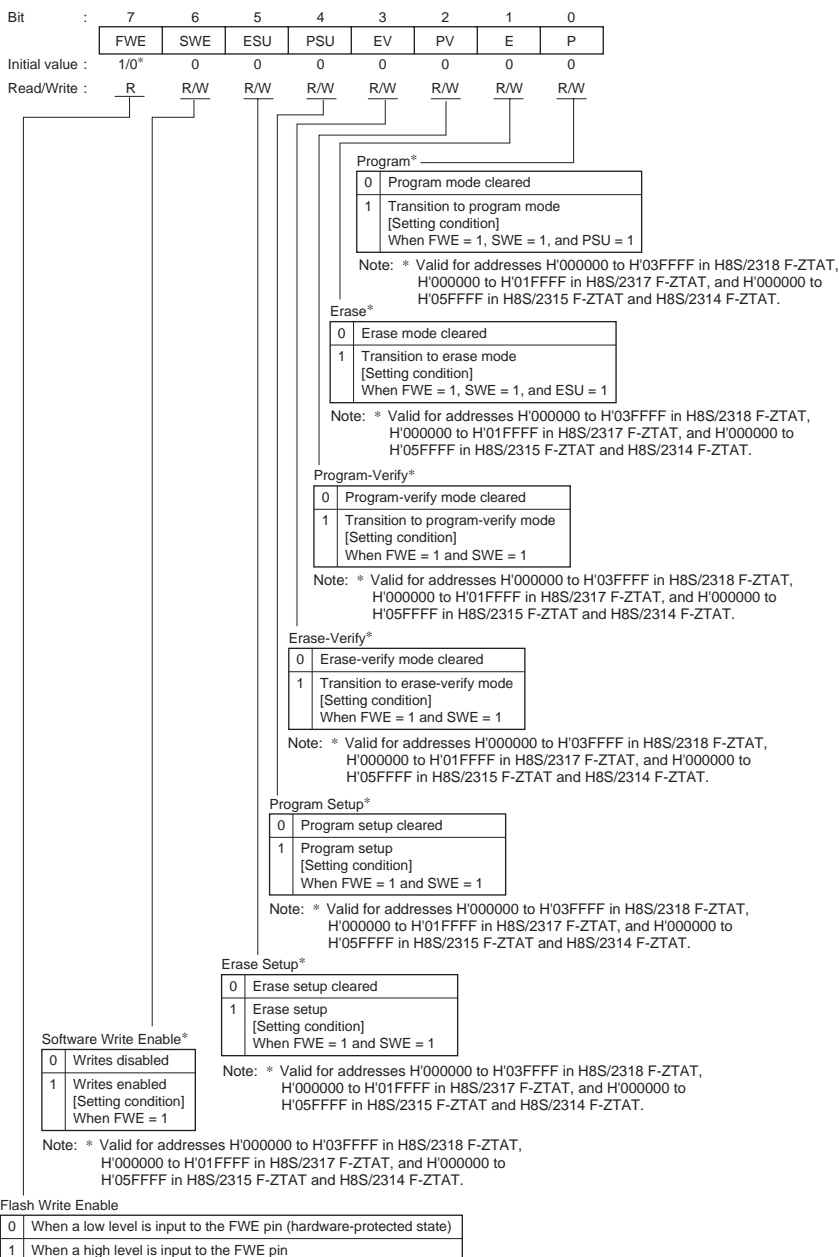 Bit : 7 6 5 4 3 2 1 0
FWE SWE ESU PSU EV PV E P
Initial value : 1/0* 0 0 0 0 0 0 0
Read/Write : R R/W R/W R/W R/W R/W R/W R/W
Program*
0 Program mode cleared
1 Transition to program mode
[Setting condition]
When FWE = 1, SWE = 1, and PSU = 1
Note: * Valid for addresses H'000000 to H'03FFFF in H8S/2318 F-ZTAT,
H'000000 to H'01FFFF in H8S/2317 F-ZTAT, and H'000000 to
H'05FFFF in H8S/2315 F-ZTAT and H8S/2314 F-ZTAT.
Erase*
0 Erase mode cleared
1 Transition to erase mode
[Setting condition]
When FWE = 1, SWE = 1, and ESU = 1
Note: * Valid for addresses H'000000 to H'03FFFF in H8S/2318 F-ZTAT,
H'000000 to H'01FFFF in H8S/2317 F-ZTAT, and H'000000 to
H'05FFFF in H8S/2315 F-ZTAT and H8S/2314 F-ZTAT.
Program-Verify*
0 Program-verify mode cleared
1 Transition to program-verify mode
[Setting condition]
When FWE = 1 and SWE = 1
Note: * Valid for addresses H'000000 to H'03FFFF in H8S/2318 F-ZTAT,
H'000000 to H'01FFFF in H8S/2317 F-ZTAT, and H'000000 to
H'05FFFF in H8S/2315 F-ZTAT and H8S/2314 F-ZTAT.
Erase-Verify*
0 Erase-verify mode cleared
1 Transition to erase-verify mode
[Setting condition]
When FWE = 1 and SWE = 1
Note: * Valid for addresses H'000000 to H'03FFFF in H8S/2318 F-ZTAT,
H'000000 to H'01FFFF in H8S/2317 F-ZTAT, and H'000000 to
H'05FFFF in H8S/2315 F-ZTAT and H8S/2314 F-ZTAT.
Program Setup*
0 Program setup cleared
1 Program setup
[Setting condition]
When FWE = 1 and SWE = 1
Note: * Valid for addresses H'000000 to H'03FFFF in H8S/2318 F-ZTAT,
H'000000 to H'01FFFF in H8S/2317 F-ZTAT, and H'000000 to
H'05FFFF in H8S/2315 F-ZTAT and H8S/2314 F-ZTAT.
Erase Setup*
0 Erase setup cleared
1 Erase setup
[Setting condition]
When FWE = 1 and SWE = 1
Note: * Valid for addresses H'000000 to H'03FFFF in H8S/2318 F-ZTAT,
H'000000 to H'01FFFF in H8S/2317 F-ZTAT, and H'000000 to
H'05FFFF in H8S/2315 F-ZTAT and H8S/2314 F-ZTAT.
Software Write Enable*
0 Writes disabled
1 Writes enabled
[Setting condition]
When FWE = 1
Note: * Valid for addresses H'000000 to H'03FFFF in H8S/2318 F-ZTAT,
H'000000 to H'01FFFF in H8S/2317 F-ZTAT, and H'000000 to
H'05FFFF in H8S/2315 F-ZTAT and H8S/2314 F-ZTAT.
Flash Write Enable
0 When a low level is input to the FWE pin (hardware-protected state)
1 When a high level is input to the FWE pin